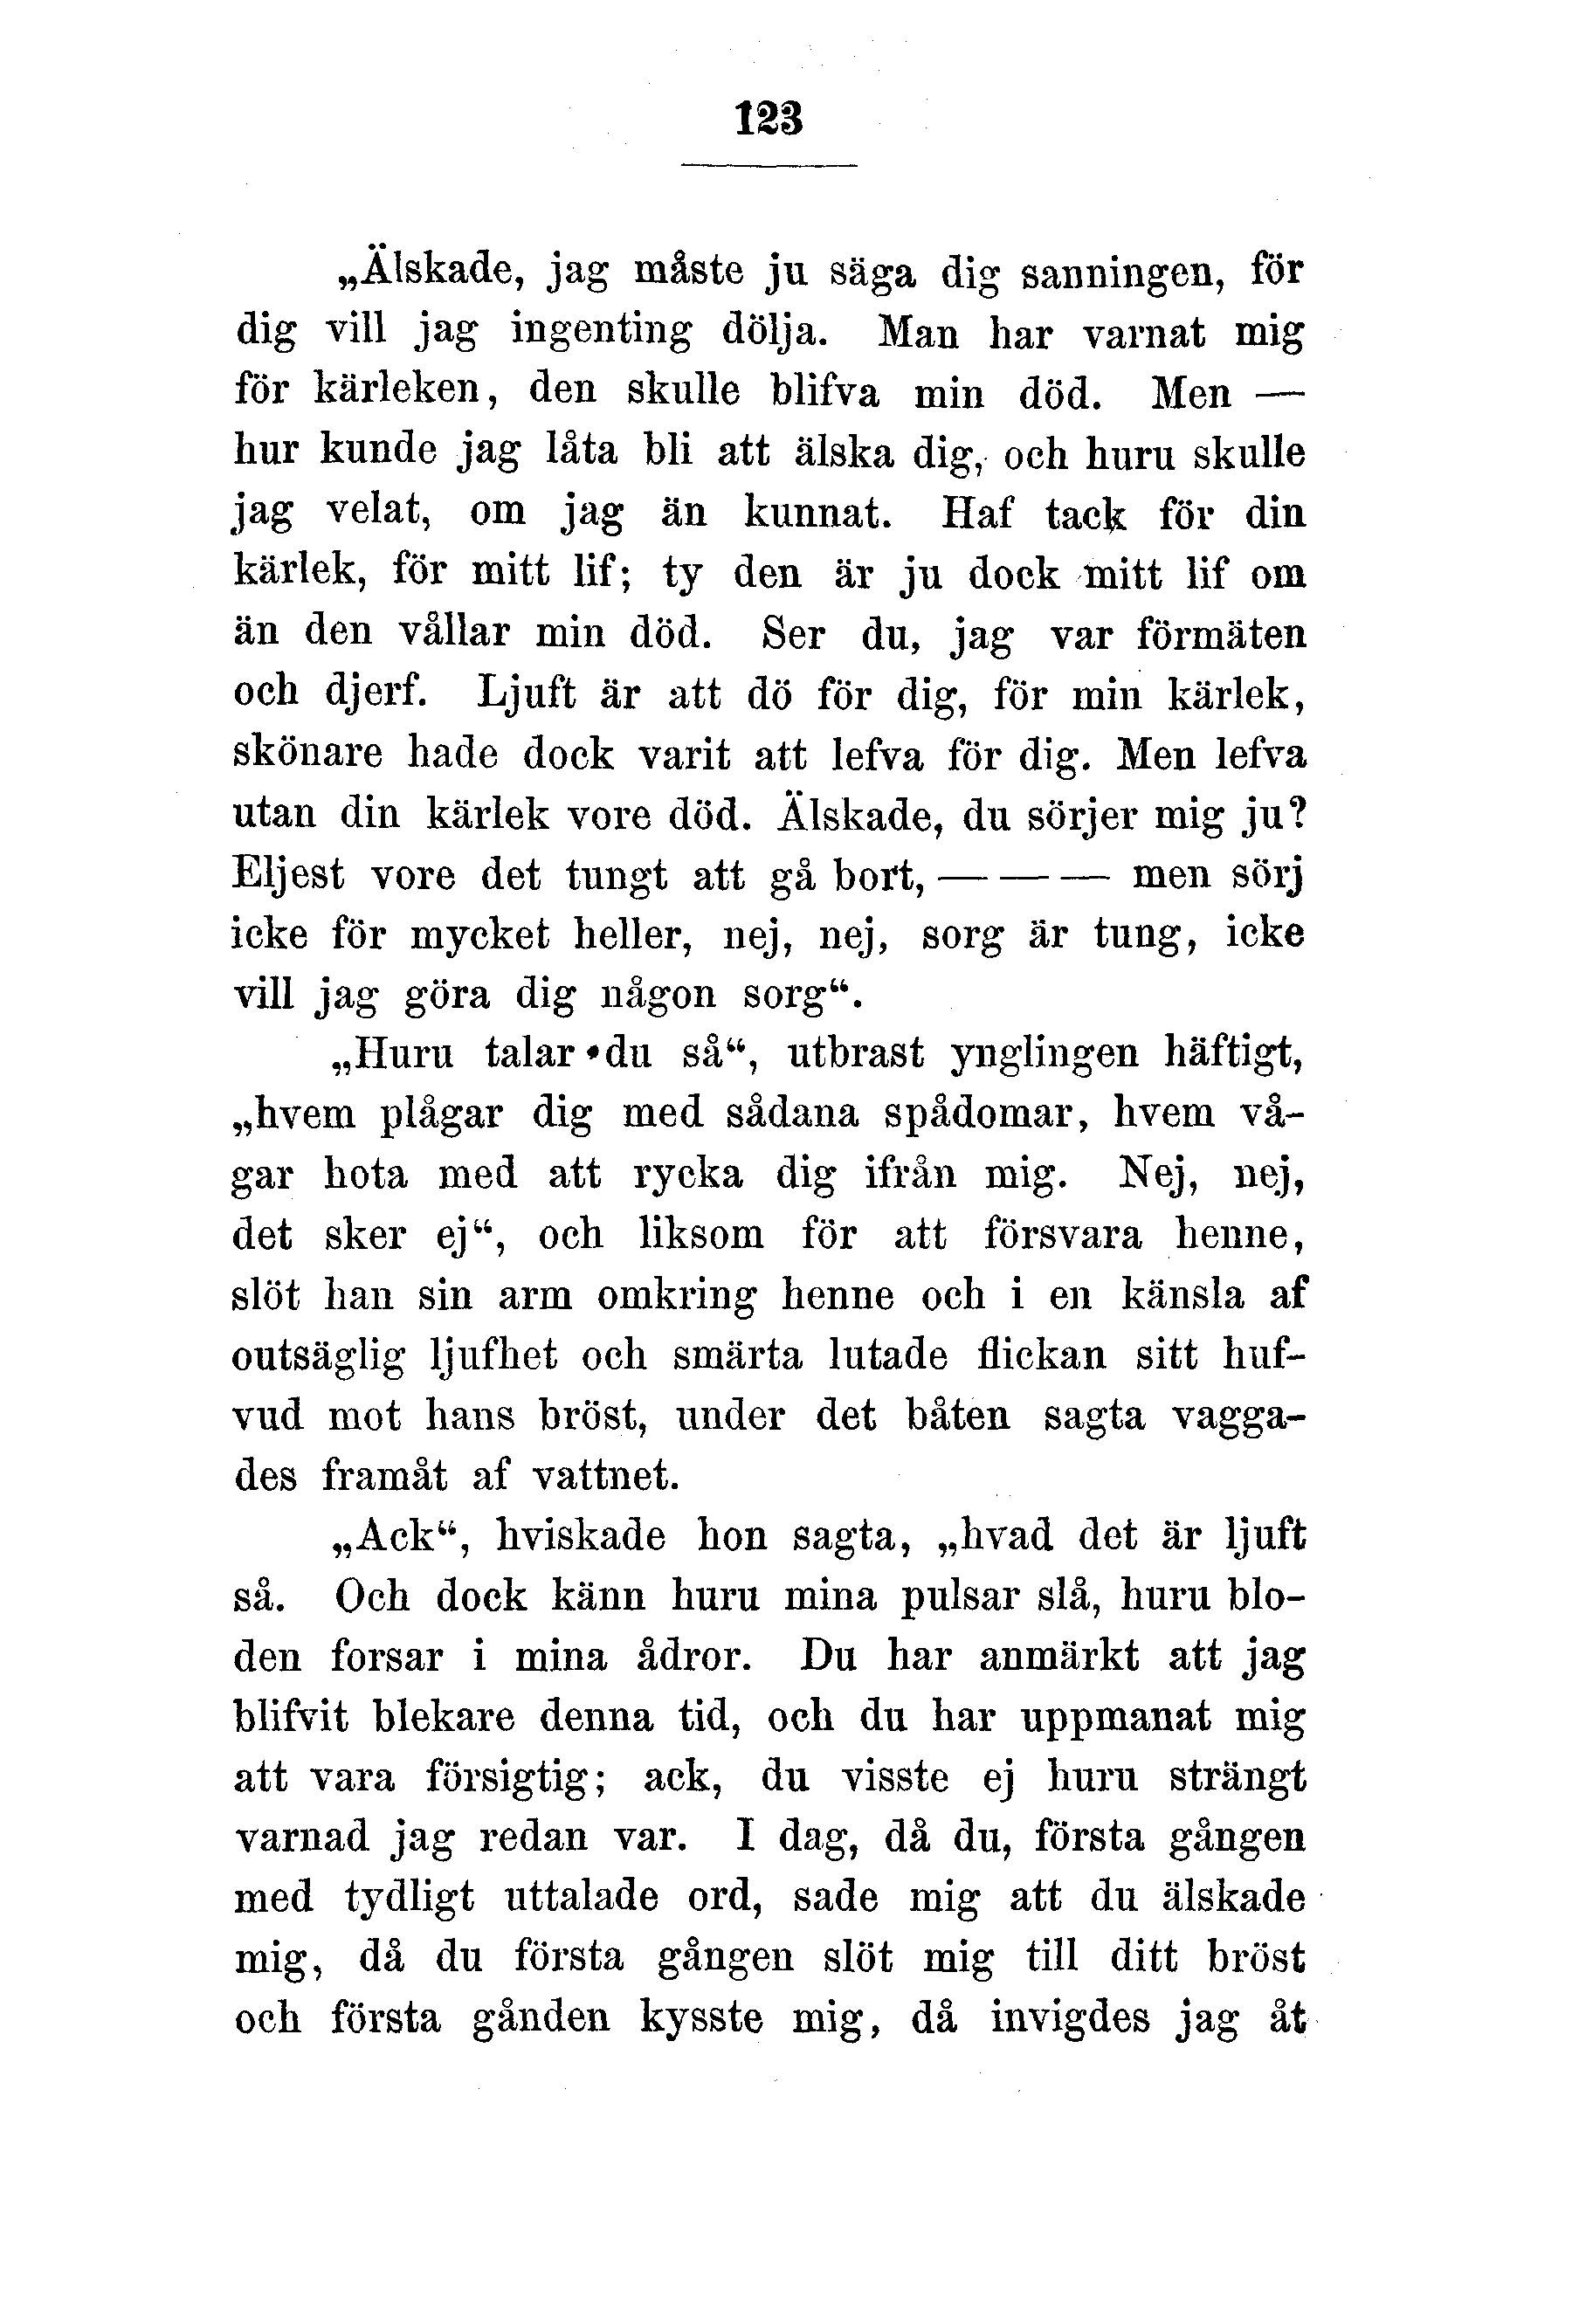 123
„Älskade, jag måste ju säga dig sanningen, för
dig vill jag ingenting dölja. Man har varnat mig
för kärleken, den skulle blifva min död. Men —
hur kunde jag låta bli att älska dig, och huru skulle
jag velat, om jag än kunnat. Haf tack för din
kärlek, för mitt lif; ty den är ju dock mitt lif om
än den vållar min död. Ser du, jag var förmäten
och djerf. Ljuft är att dö för dig, för min kärlek,
skönare hade dock varit att lefva för dig. Men lefva
utan din kärlek vore död. Älskade, du sörjer mig ju?
Eljest vore det tungt att gå bort, — — — men sörj
icke för mycket heller, nej, nej, sorg är tung, icke
vill jag göra dig någon sorg“.
„Huru talar du så“, utbrast ynglingen häftigt,
„hvem plågar dig med sådana spådomar, hvem vå-
gar hota med att rycka dig ifrån mig. Nej, nej,
det sker ej“, och liksom för att försvara henne,
slöt han sin arm omkring henne och i en känsla af
outsäglig ljufhet och smärta lutade flickan sitt huf-
vud mot hans bröst, under det båten sagta vagga-
des framåt af vattnet.
„Ack“, hviskade hon sagta, „hvad det är ljuft
så. Och dock känn huru mina pulsar slå, huru blo-
den forsar i mina ådror. Du har anmärkt att jag
blifvit blekare denna tid, och du har uppmanat mig
att vara försigtig; ack, du visste ej huru strängt
varnad jag redan var. I dag, då du, första gången
med tydligt uttalade ord, sade mig att du älskade
mig, då du första gången slöt mig till ditt bröst
och första gånden kysste mig, då invigdes jag åt